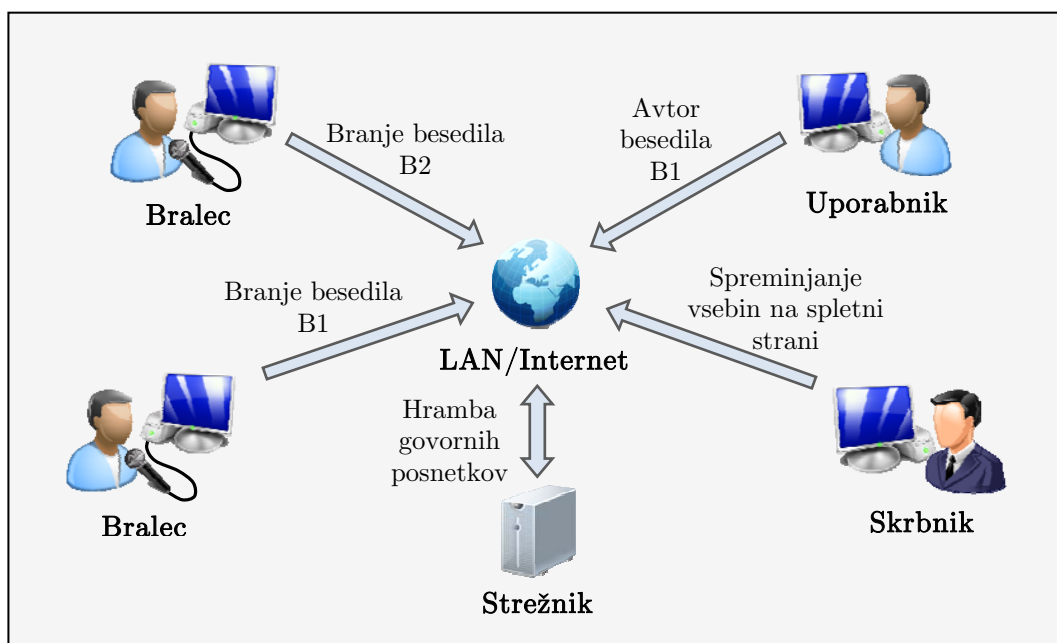 Branje besedila
B2
Bralec
Avtor
besedila
B1
Uporabnik
Branje besedila
B1
Bralec
LAN/Internet
Spreminjanje
vsebin na spletni
strani
Skrbnik
Hramba
govornih
posnetkov
Strežnik